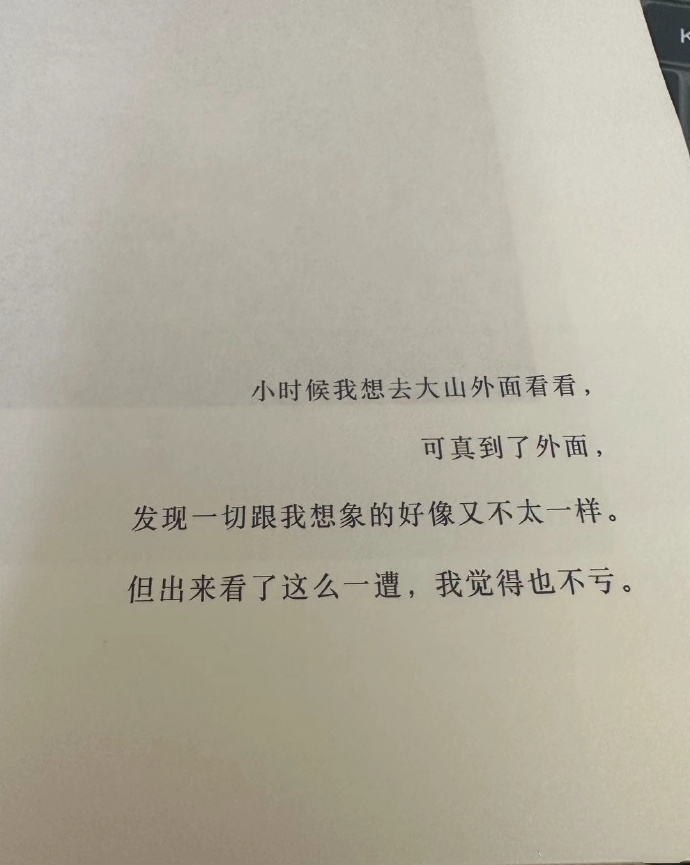 小时候我想去大山外面看看，
可真到了外面，
发现一切跟我想象的好像又不太一样。
但出来看了这么一遭，我觉得也不亏。
K